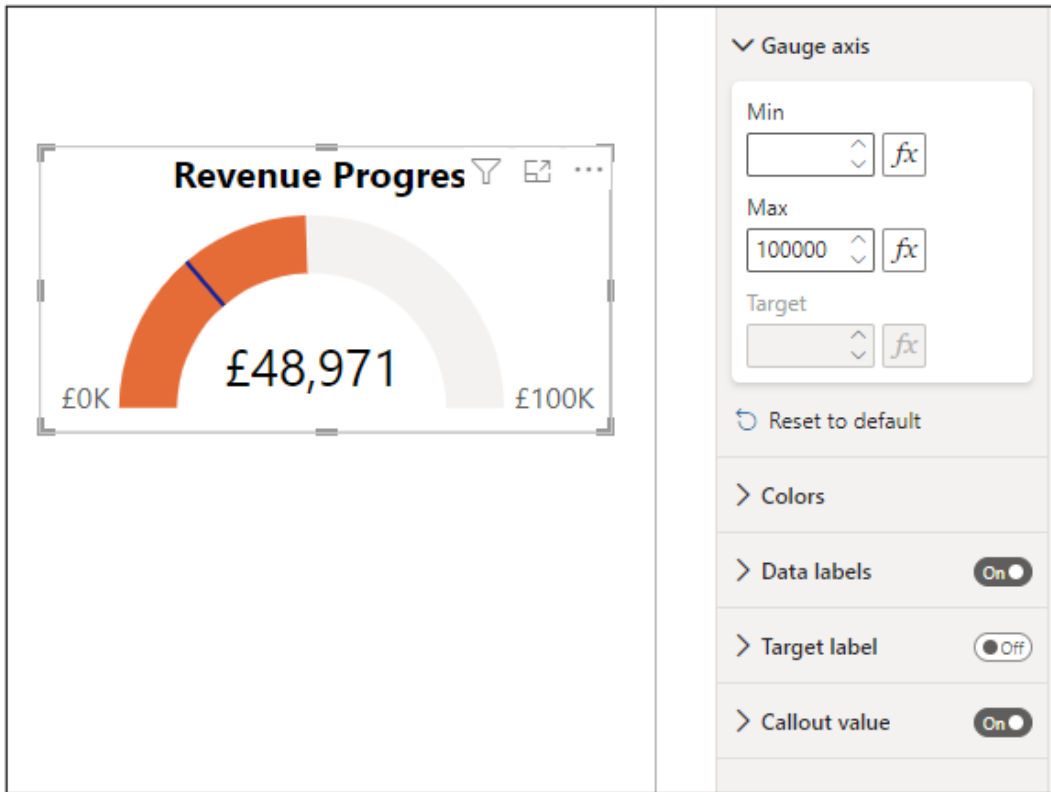 Revenue Progres
£48,971
£0K
£100K
Gauge axis
Min
fx
Max
100000
fx
Target
fx
Reset to default
Colors
Data labels
On
Target label
Off
Callout value
On